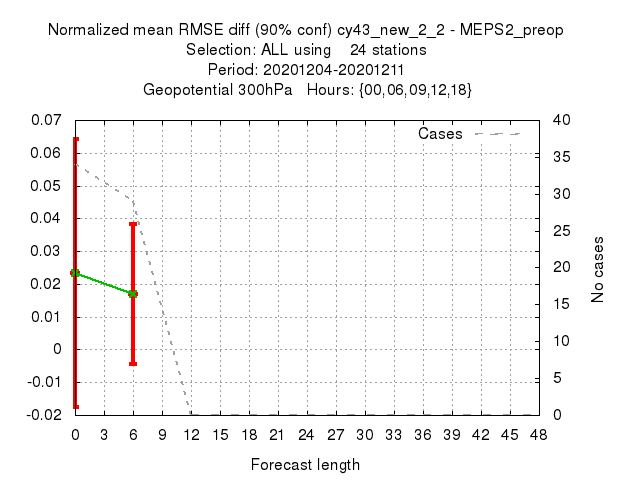 Normalized mean RMSE diff (90% conf) cy43_new_2_2 - MEPS2_preop
Selection: ALL using    24 stations
Period: 20201204-20201211
Geopotential 300hPa   Hours: {00,06,09,12,18}
Cases
0.07
0.06
0.05
0.04
0.03
0.02
0.01
0
-0.01
-0.02
40
35
30
25
20
15
10
5
0
No cases
0 3 6 9 12 15 18 21 24 27 30 33 36 39 42 45 48
Forecast length